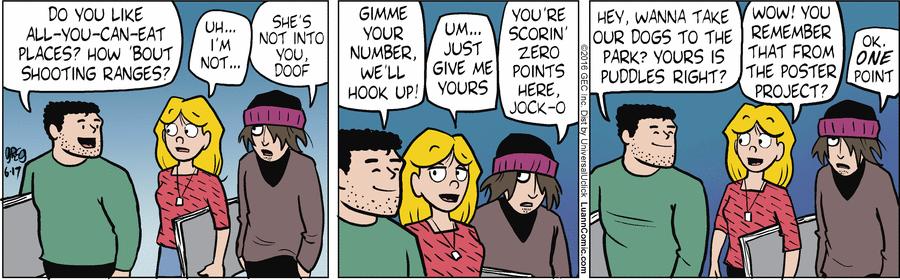 DO YOU LIKE
ALL-YOU-CAN-EAT
PLACES? HOW 'BOUT
SHOOTING RANGES?
UH...
I'M
NOT...
SHE'S
NOT INTO
YOU,
DOOF
GREG
6-17
GIMME
YOUR
NUMBER,
WE'LL
HOOK UP!
UM...
JUST
GIVE ME
YOURS
YOU'RE
SCORIN'
ZERO
POINTS
HERE,
JOCK-O
©2016 GEC Inc. Dist by UniversalUclick LuannComic.com
HEY, WANNA TAKE
OUR DOGS TO THE
PARK? YOURS IS
PUDDLES RIGHT?
WOW! YOU
REMEMBER
THAT FROM
THE POSTER
PROJECT?
OK.
ONE
POINT